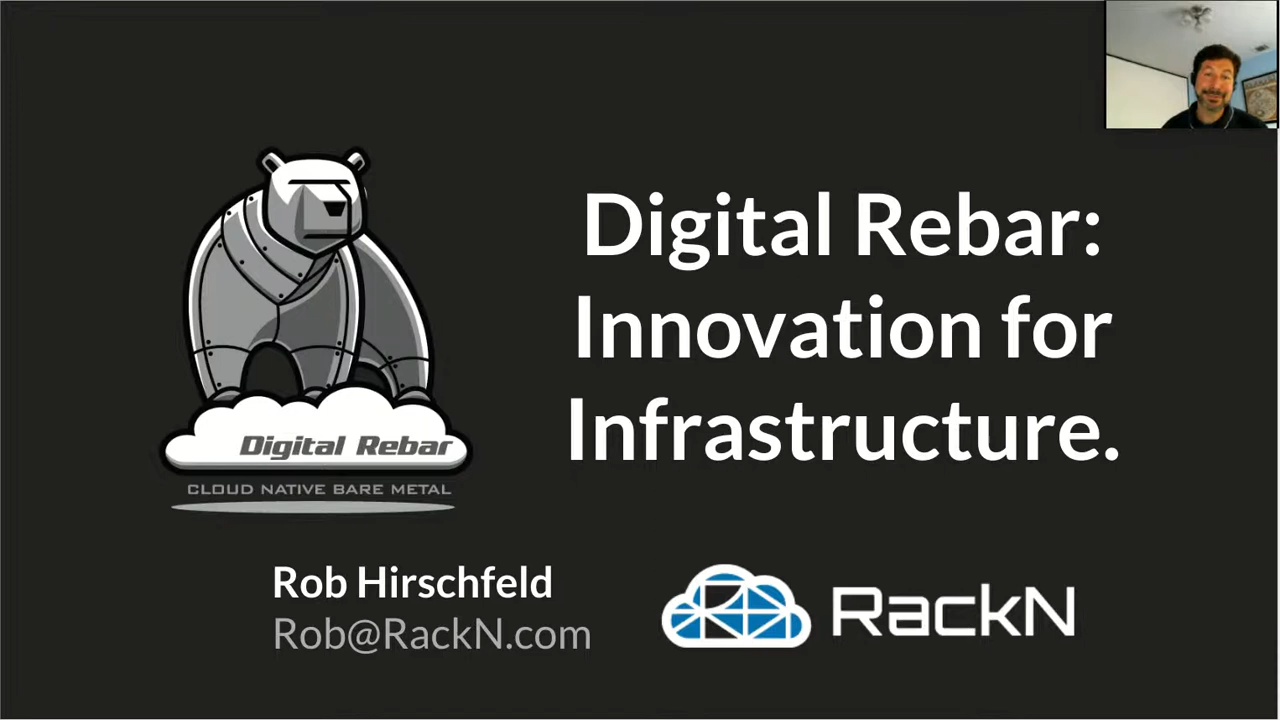 Digital Rebar:
Innovation for
Infrastructure.
Digital Rebar
CLOUD NATIVE BARE METAL
Rob Hirschfeld
Rob@RackN.com
RackN